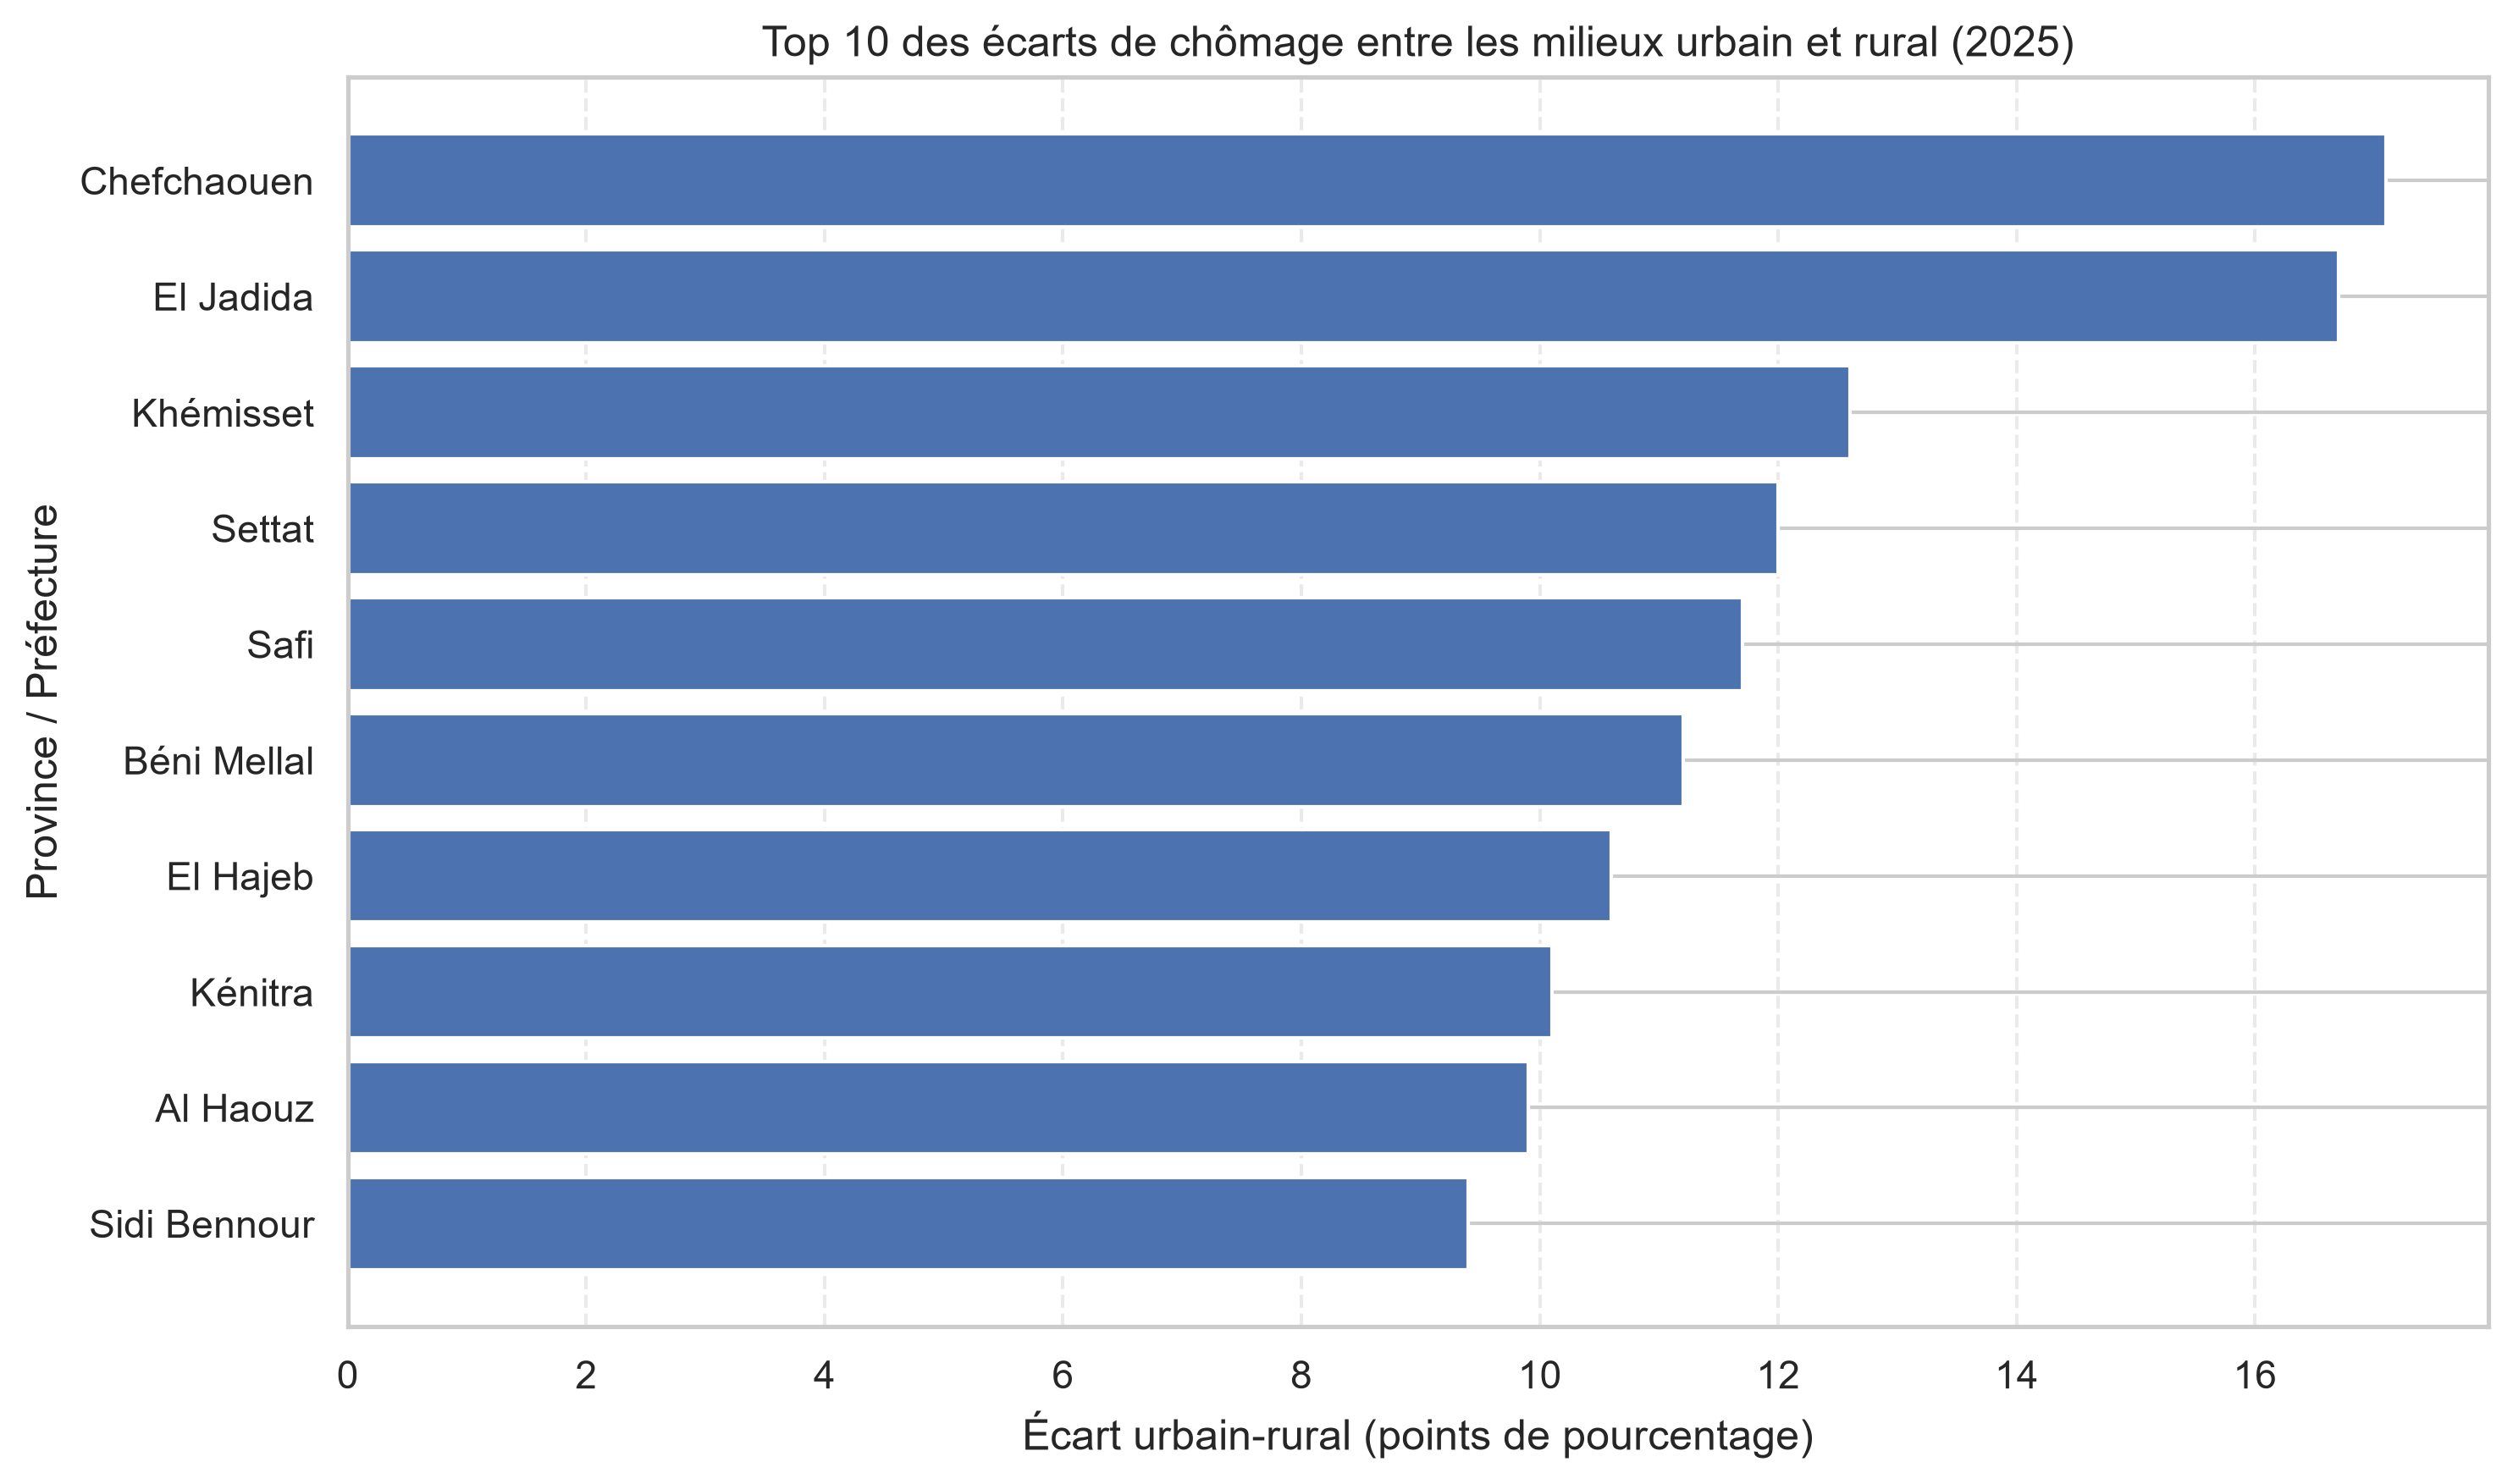 Top 10 des écarts de chômage entre les milieux urbain et rural (2025)
Province / Préfecture
Chefchaouen
El Jadida
Khémisset
Settat
Safi
Béni Mellal
El Hajeb
Kénitra
Al Haouz
Sidi Bennour
0 2 4 6 8 10 12 14 16
Écart urbain-rural (points de pourcentage)